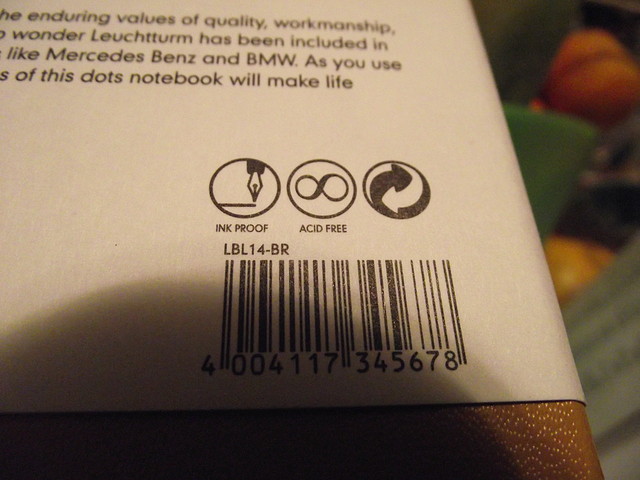 he enduring values of quality, workmanship,
wonder Leuchtturm has been included in
like Mercedes Benz and BMW. As you use
s of this dots notebook will make life
INK PROOF ACID FREE
LBL14-BR
4 004117 345678